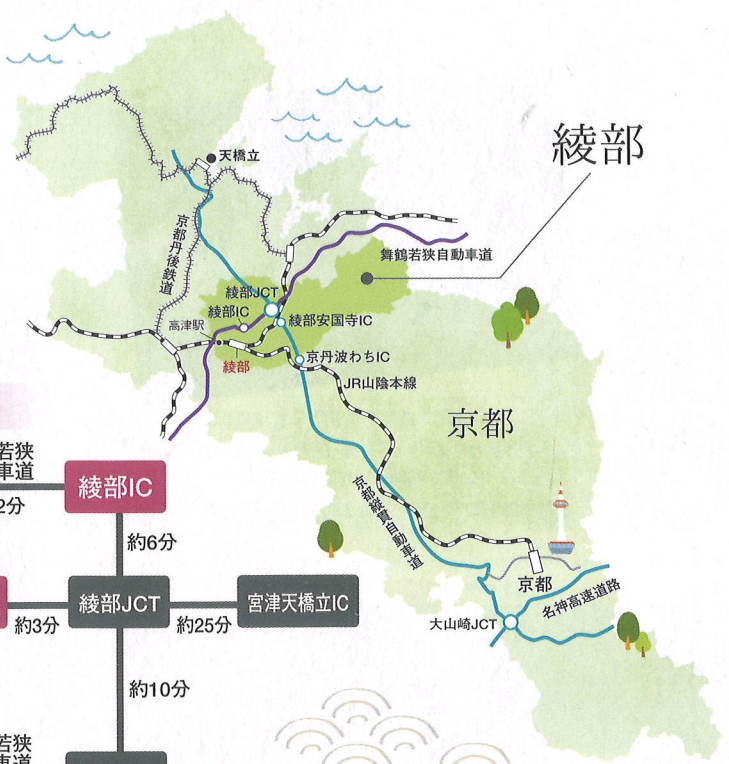 天橋立
綾部
京都丹後鉄道
舞鶴若狭自動車道
綾部JCT
綾部IC
綾部安国寺IC
高津駅
綾部
京丹波わちIC
JR山陰本線
京都
京都縦貫自動車道
京都
名神高速道路
大山崎JCT
若狭
車道
2分
綾部IC
約6分
綾部JCT
宮津天橋立IC
約3分
約25分
約10分
若狭
車道